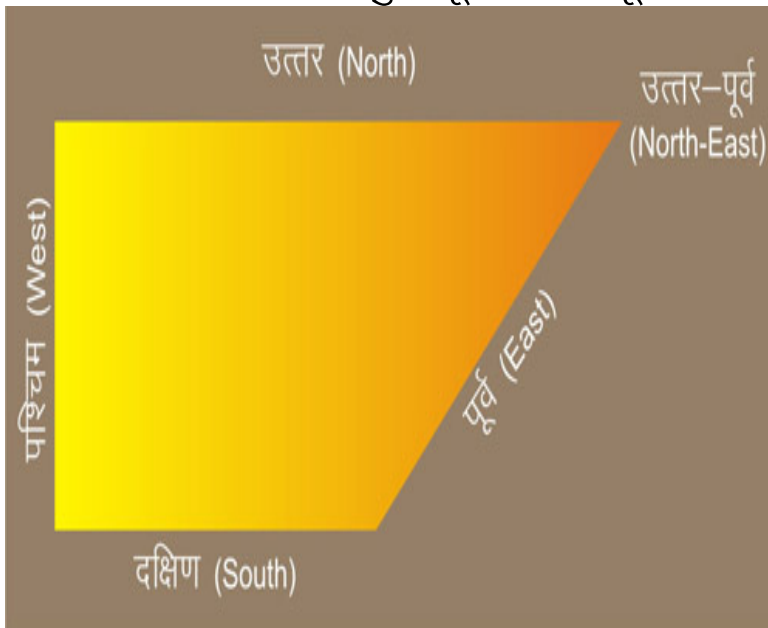 उत्तर (North)
उत्तर–पूर्व
(North-East)
पश्चिम (West)
पूर्व (East)
दक्षिण (South)